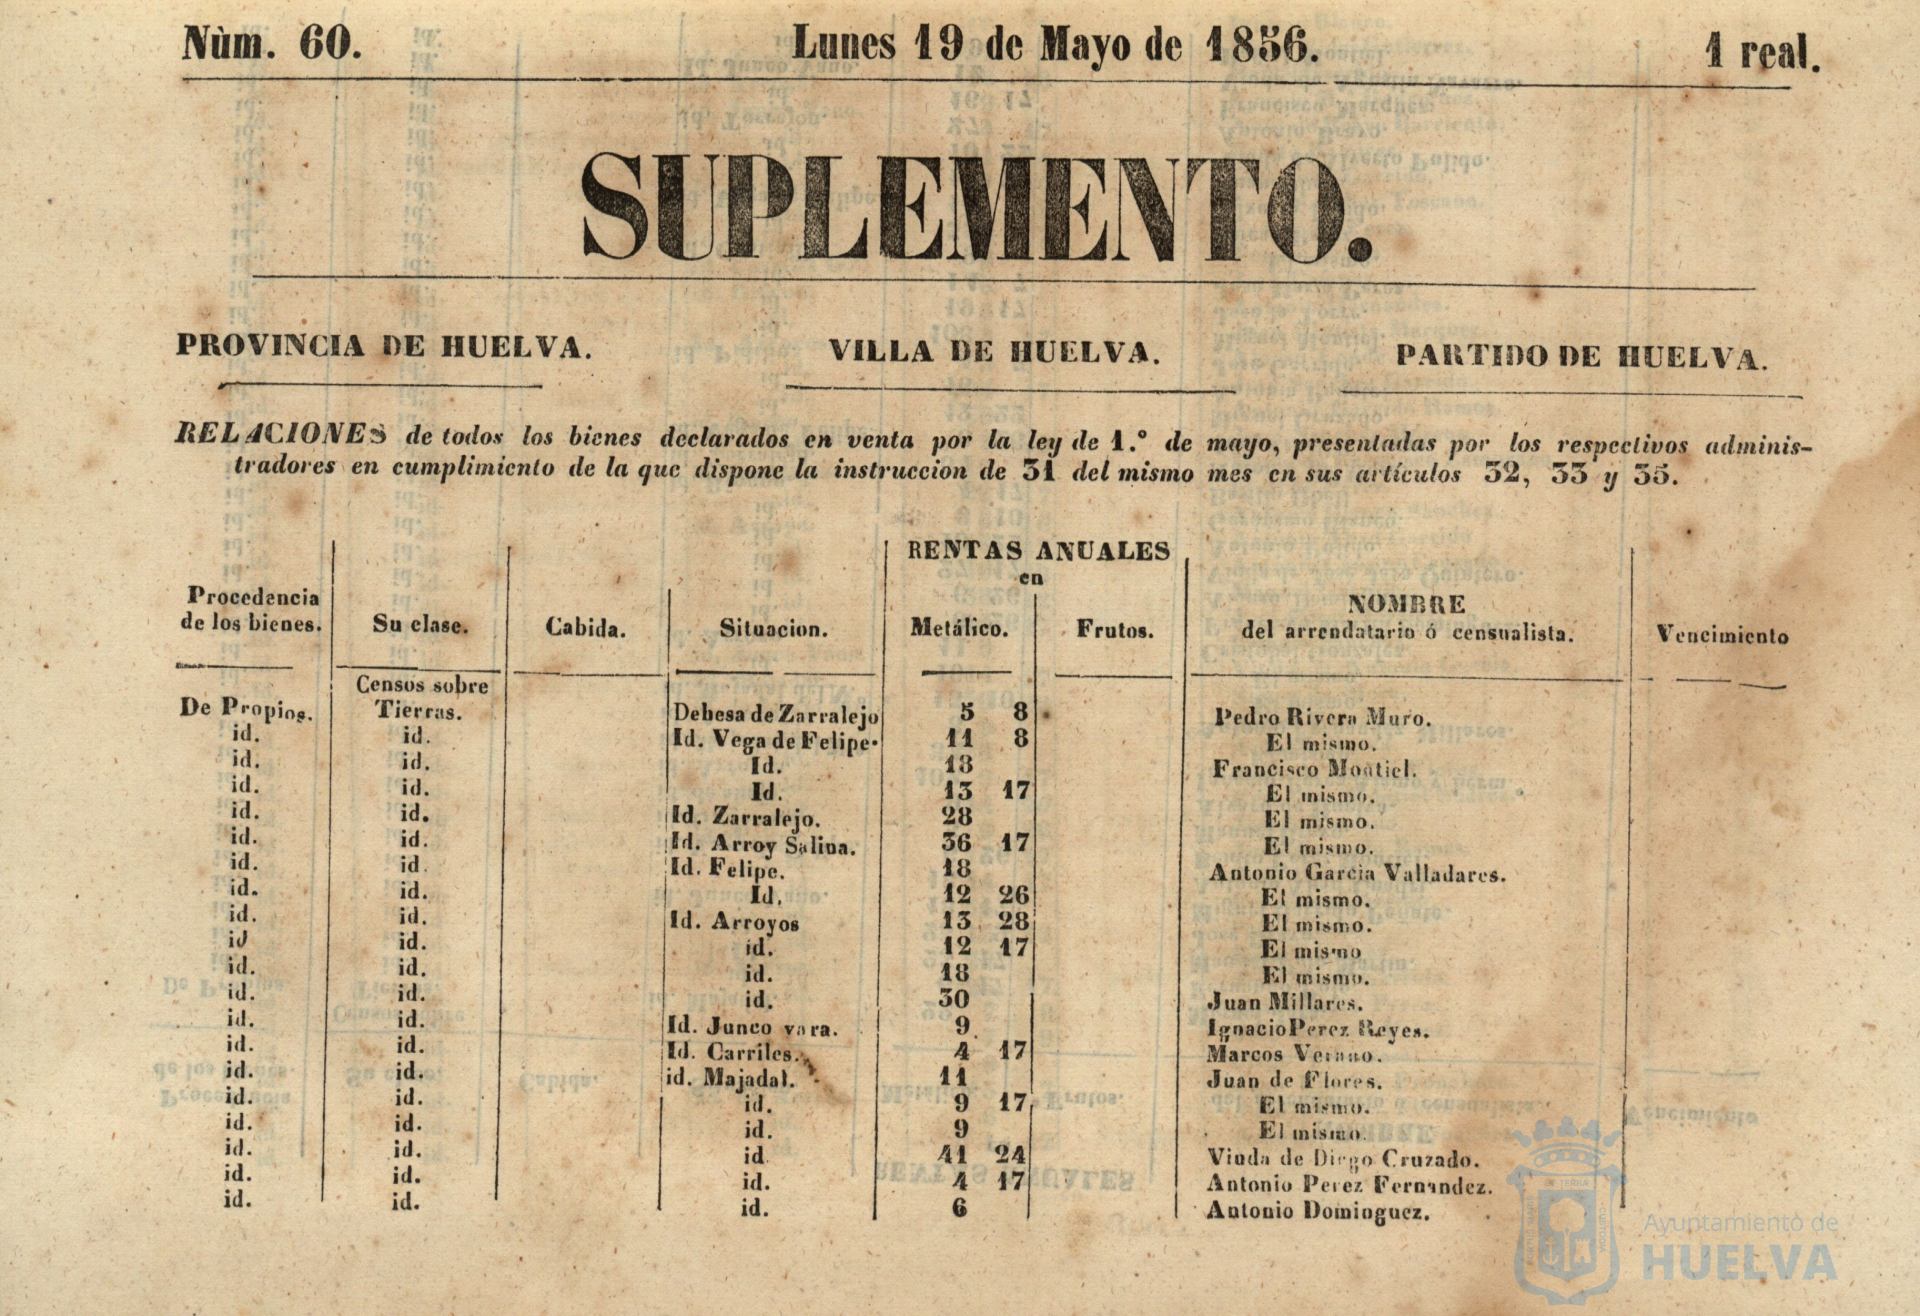 Nùm. 60. Lunes 19 de Mayo de 1856. 1 real.
SUPLEMENTO.
PROVINCIA DE HUELVA. VILLA DE HUELVA. PARTIDO DE HUELVA.
RELACIONES de todos los bienes declarados en venta por la ley de 1.º de mayo, presentadas por los respectivos adminis-
tradores en cumplimiento de la que dispone la instruccion de 31 del mismo mes en sus artículos 32, 33 y 35.
RENTAS ANUALES
en
Procedencia NOMBRE
de los bienes. Su clase. Cabida. Situacion. Metálico. Frutos. del arrendatario ó censualista. Vencimiento
Censos sobre
De Propios. Tierras. Dehesa de Zarralejo 5 8 Pedro Rivera Muro.
id. id. Id. Vega de Felipe. 11 8 El mismo.
id. id. Id. 18 Francisco Montiel.
id. id. Id. 13 17 El mismo.
id. id. Id. Zarralejo. 28 El mismo.
id. id. Id. Arroy Salina. 36 17 El mismo.
id. id. Id. Felipe. 18 Antonio Garcia Valladares.
id. id. Id. 12 26 El mismo.
id. id. Id. Arroyos 13 28 El mismo.
id id. id. 12 17 El mismo
id. id. id. 18 El mismo.
id. id. id. 30 Juan Millares.
id. id. Id. Junco vara. 9 Ignacio Perez Reyes.
id. id. Id. Carriles. 4 17 Marcos Verano.
id. id. id. Majadal. 11 Juan de Flores.
id. id. id. 9 17 El mismo.
id. id. id. 9 El mismo.
id. id. id 41 24 Viuda de Diego Cruzado.
id. id. id. 4 17 Antonio Perez Fernandez.
id. id. id. 6 Antonio Dominguez.
Ayuntamiento de
HUELVA